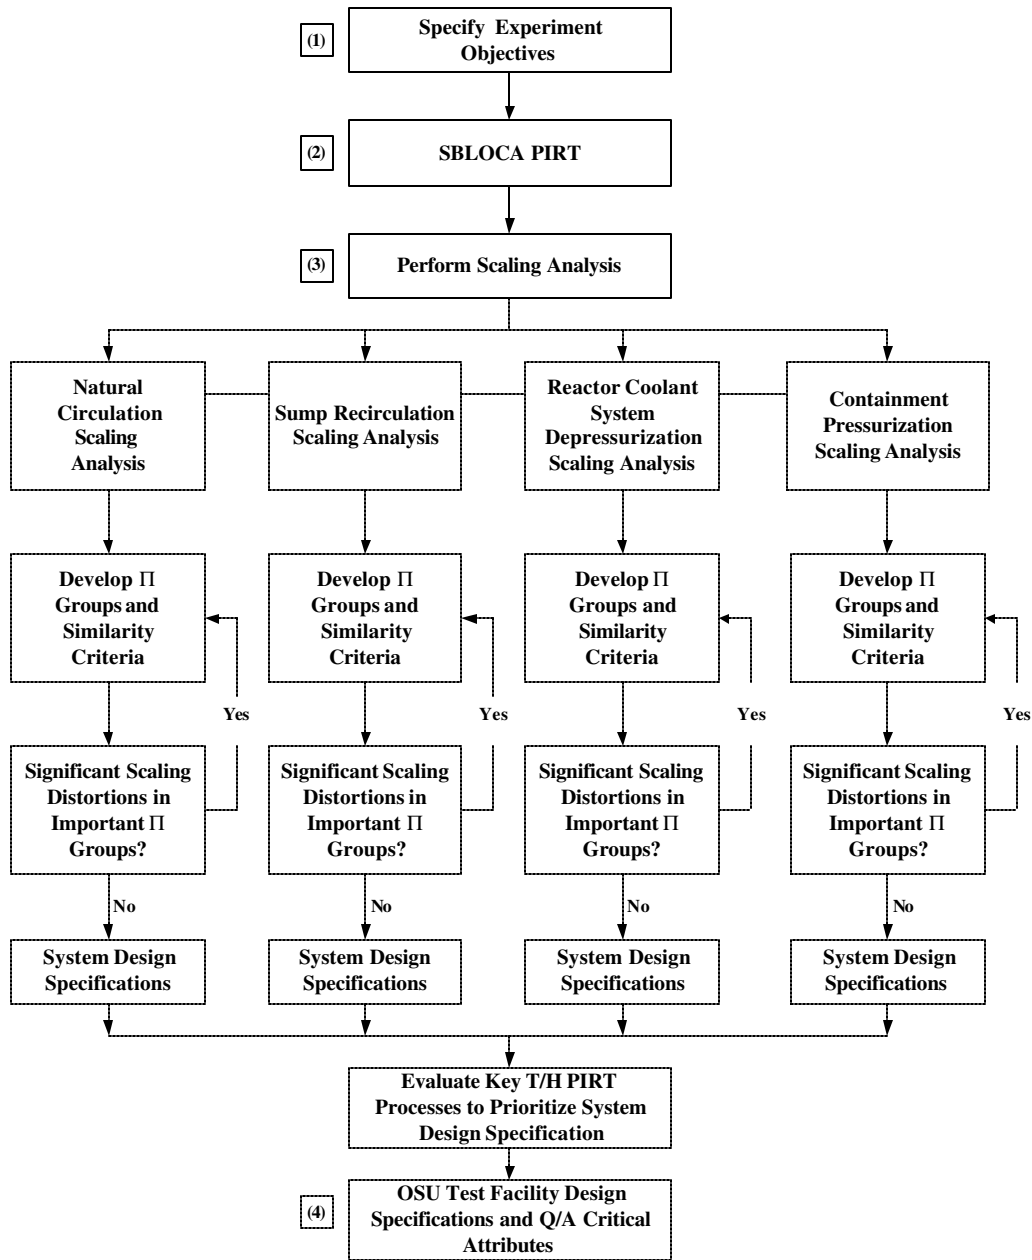 (1)
Specify Experiment
Objectives
(2)
SBLOCA PIRT
(3)
Perform Scaling Analysis
Natural
Circulation
Scaling
Analysis
Sump Recirculation
Scaling Analysis
Reactor Coolant
System
Depressurization
Scaling Analysis
Containment
Pressurization
Scaling Analysis
Develop Π
Groups and
Similarity
Criteria
Develop Π
Groups and
Similarity
Criteria
Develop Π
Groups and
Similarity
Criteria
Develop Π
Groups and
Similarity
Criteria
Yes
Yes
Yes
Yes
Significant Scaling
Distortions in
Important Π
Groups?
Significant Scaling
Distortions in
Important Π
Groups?
Significant Scaling
Distortions in
Important Π
Groups?
Significant Scaling
Distortions in
Important Π
Groups?
No
No
No
No
System Design
Specifications
System Design
Specifications
System Design
Specifications
System Design
Specifications
Evaluate Key T/H PIRT
Processes to Prioritize System
Design Specification
(4)
OSU Test Facility Design
Specifications and Q/A Critical
Attributes